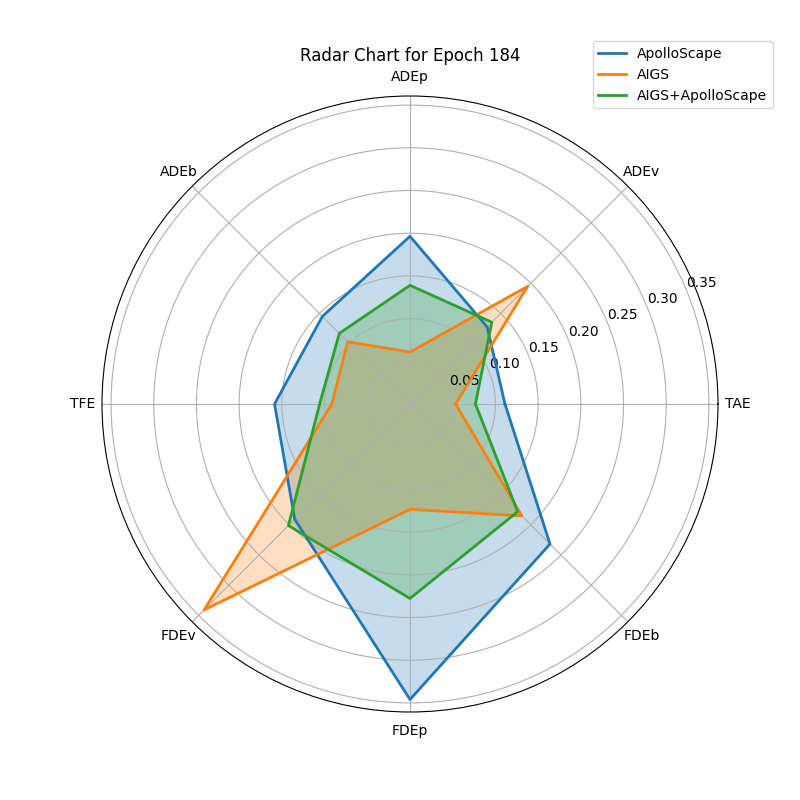 Radar Chart for Epoch 184
ApolloScape
AIGS
AIGS+ApolloScape
ADEp
ADEb
ADEv
0.35
0.30
0.25
0.20
0.15
0.10
0.05
TFE
TAE
FDEv
FDEb
FDEp